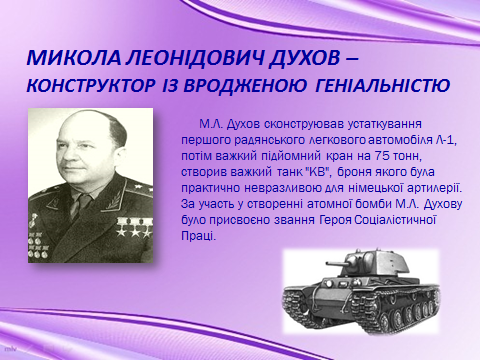 МИКОЛА ЛЕОНІДОВИЧ ДУХОВ –
КОНСТРУКТОР ІЗ ВРОДЖЕНОЮ ГЕНІАЛЬНІСТЮ
М.Л. Духов сконструював устаткування
першого радянського легкового автомобіля Л-1,
потім важкий підйомний кран на 75 тонн,
створив важкий танк "КВ", броня якого була
практично невразливою для німецької артилерії.
За участь у створенні атомної бомби М.Л. Духову
було присвоєно звання Героя Соціалістичної
Праці.